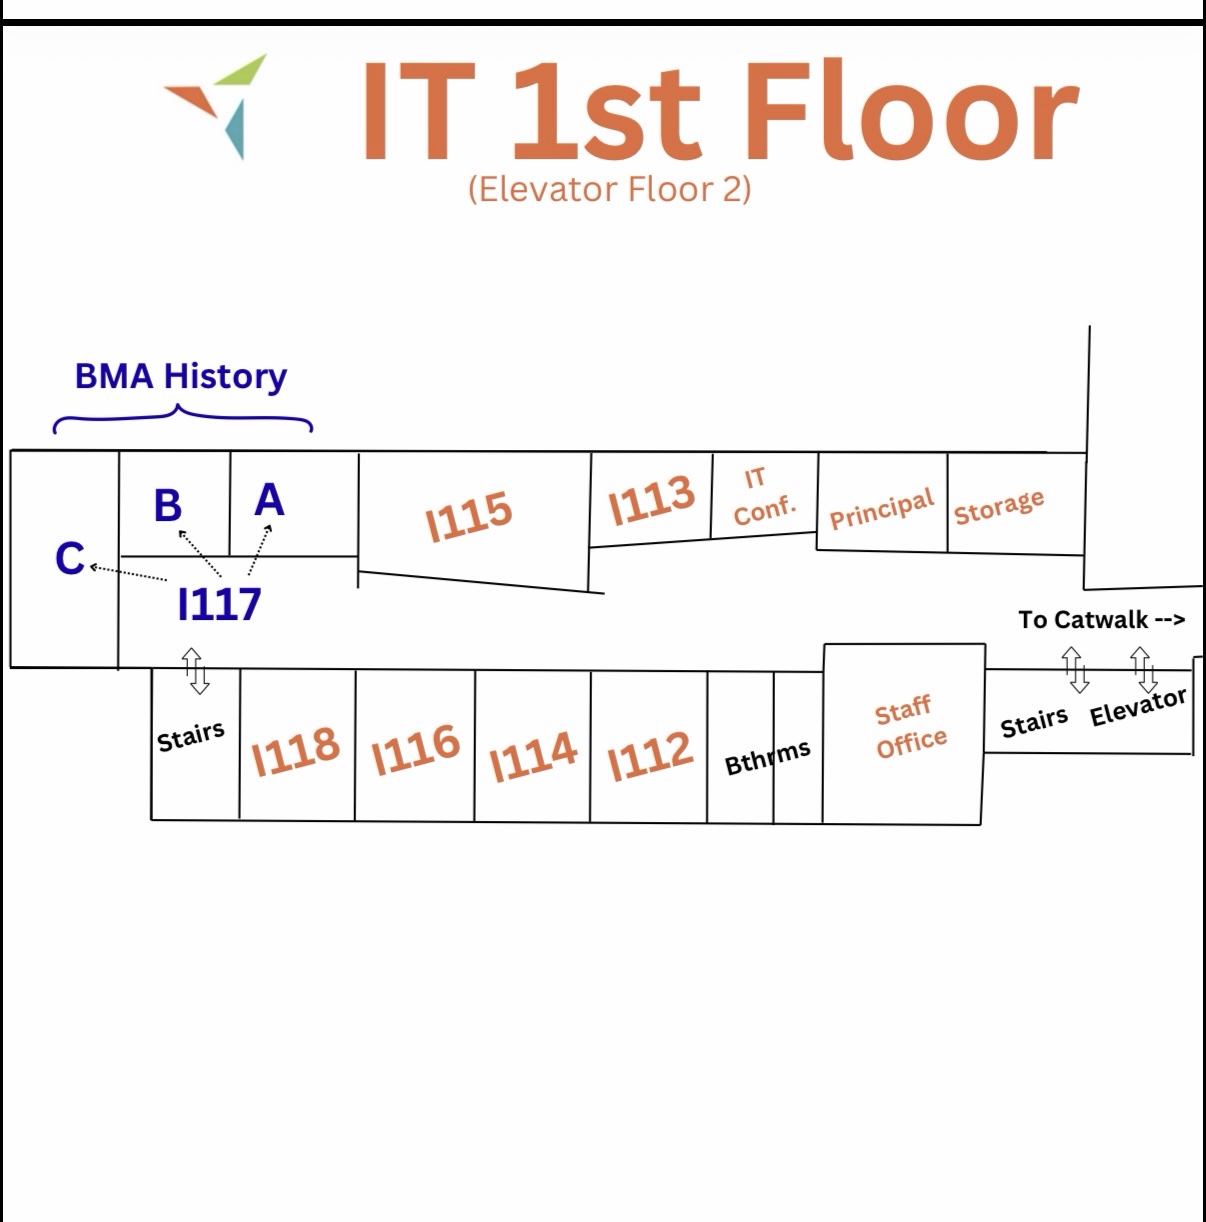 IT 1st Floor
(Elevator Floor 2)
BMA History
C
B
A
I117
I115
I113
IT
Conf.
Principal
Storage
To Catwalk -->
Stairs
I118
I116
I114
I112
Bthrms
Staff
Office
Stairs
Elevator